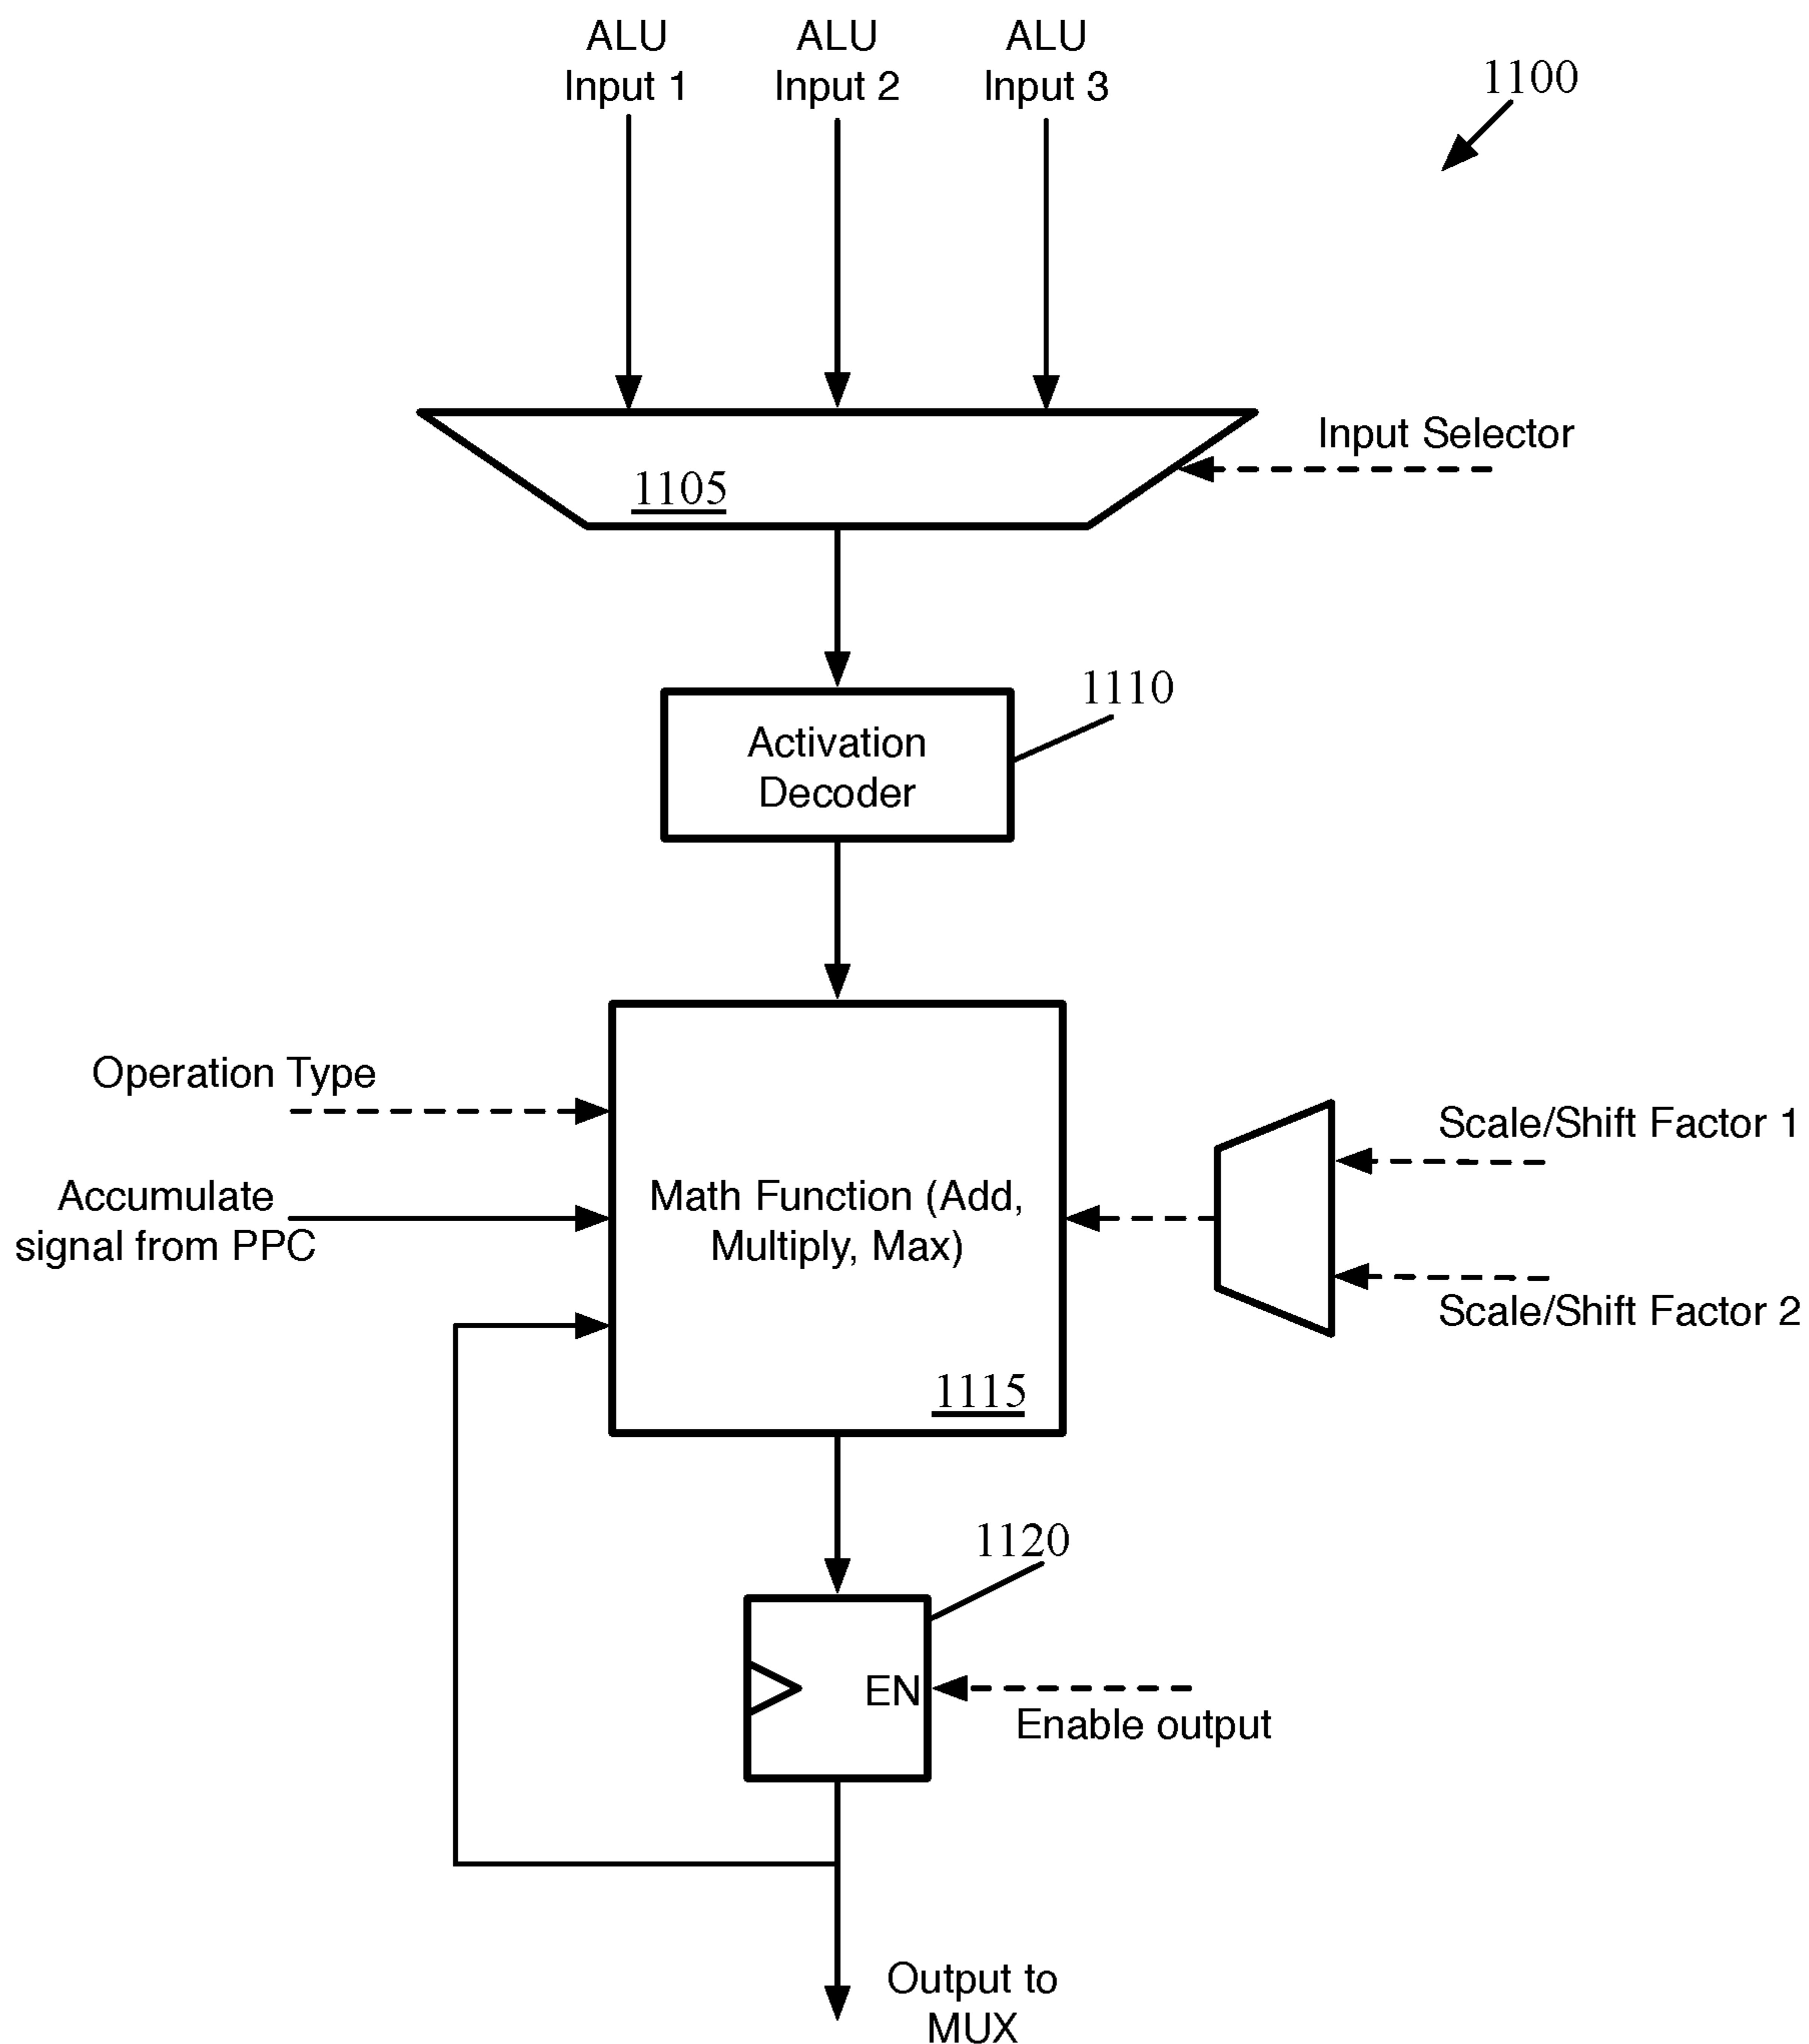 ALU
Input 1
ALU
Input 2
ALU
Input 3
1100
Input Selector
1105
1110
Activation
Decoder
Operation Type
Accumulate
signal from PPC
Math Function (Add,
Multiply, Max)
Scale/Shift Factor 1
Scale/Shift Factor 2
1115
1120
EN
Enable output
Output to
MUX